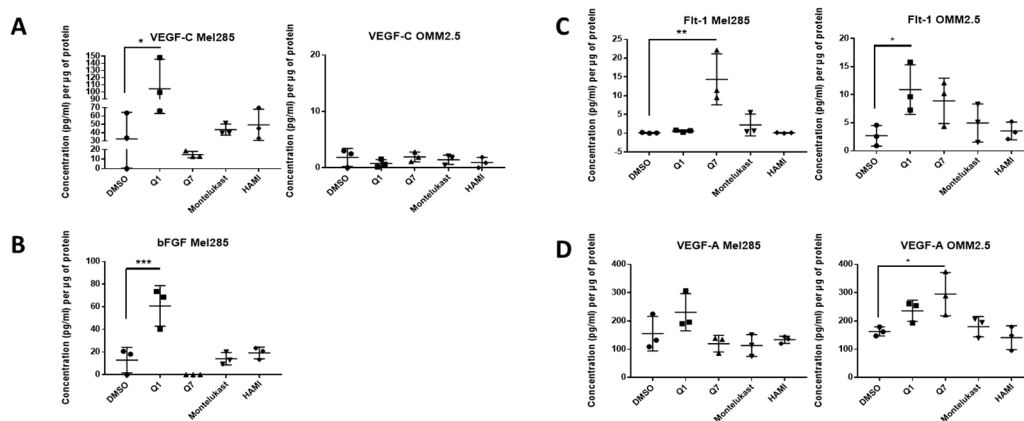 A
VEGF-C Mel285
Concentration (pg/ml) per µg of protein
150
140
130
120
110
100
90
70
60
50
40
30
20
10
0
*
DMSO
Q1
Q7
Montelukast
HAMI
VEGF-C OMM2.5
Concentration (pg/ml) per µg of protein
20
10
0
DMSO
Q1
Q7
Montelukast
HAMI
B
bFGF Mel285
Concentration (pg/ml) per µg of protein
100
80
60
40
20
0
***
DMSO
Q1
Q7
Montelukast
HAMI
C
Flt-1 Mel285
Concentration (pg/ml) per µg of protein
25
20
15
10
5
0
-5
**
DMSO
Q1
Q7
Montelukast
HAMI
Flt-1 OMM2.5
Concentration (pg/ml) per µg of protein
20
15
10
5
0
*
DMSO
Q1
Q7
Montelukast
HAMI
D
VEGF-A Mel285
Concentration (pg/ml) per µg of protein
400
300
200
100
0
DMSO
Q1
Q7
Montelukast
HAMI
VEGF-A OMM2.5
Concentration (pg/ml) per µg of protein
400
300
200
100
0
*
DMSO
Q1
Q7
Montelukast
HAMI